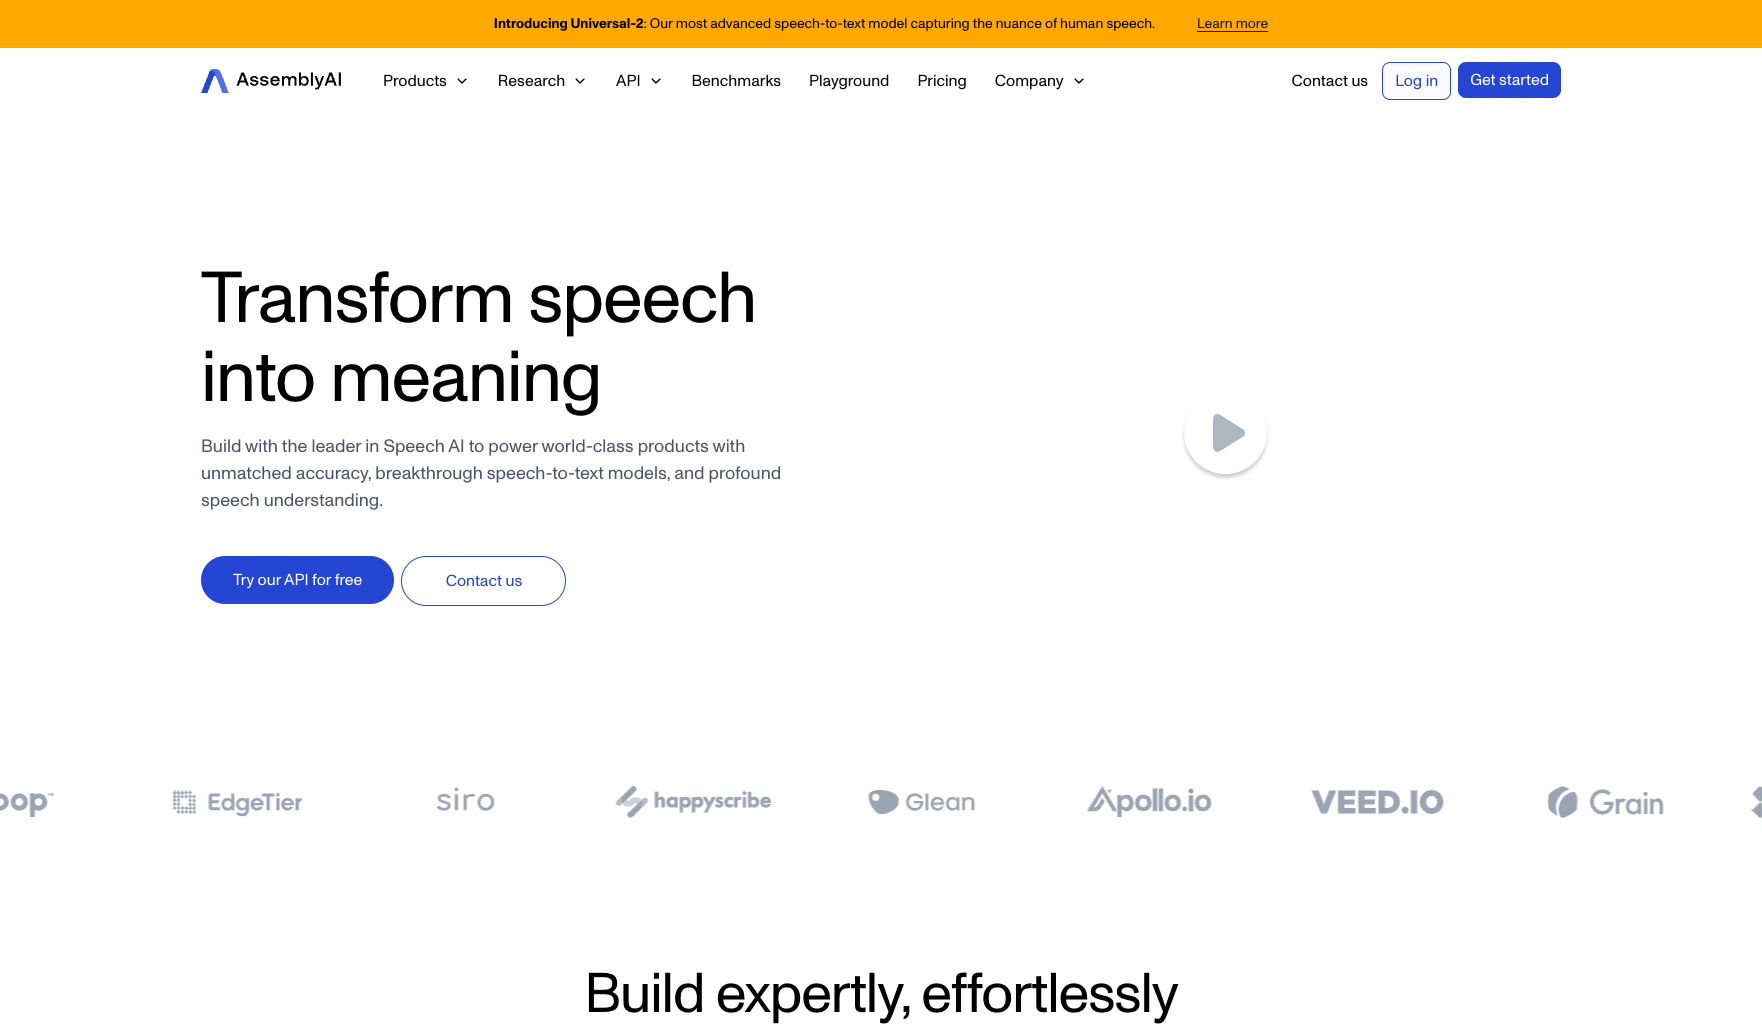 Introducing Universal-2: Our most advanced speech-to-text model capturing the nuance of human speech. Learn more
AssemblyAI Products Research API Benchmarks Playground Pricing Company Contact us Log in Get started
Transform speech
into meaning
Build with the leader in Speech AI to power world-class products with
unmatched accuracy, breakthrough speech-to-text models, and profound
speech understanding.
Try our API for free Contact us
EdgeTier siro happyscribe Glean Apollo.io VEED.IO Grain
Build expertly, effortlessly